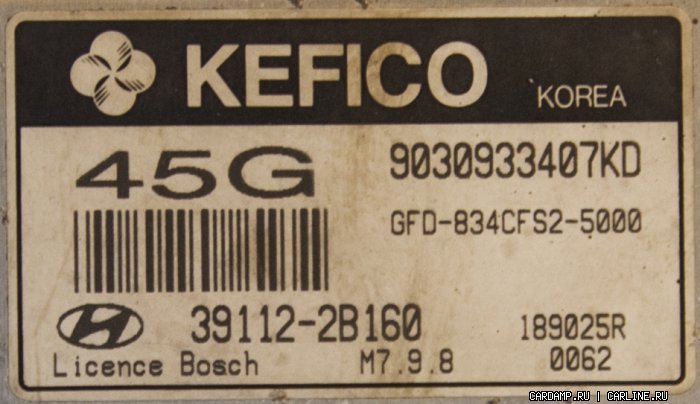 KEFICO KOREA
45G 9030933407KD
GFD-834CFS2-5000
39112-2B160 189025R
Licence Bosch M7.9.8 0062
CARDAMP.RU | CARLINE.RU